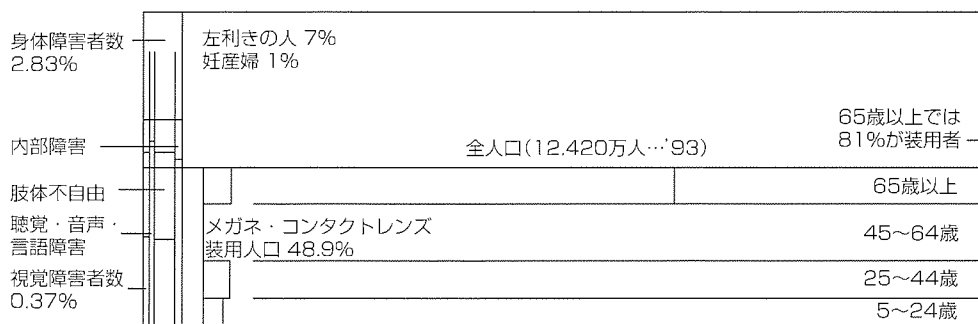 身体障害者数
2.83%
左利きの人 7%
妊産婦 1%
内部障害
全人口(12,420万人…'93)
65歳以上では
81%が装用者
肢体不自由
65歳以上
聴覚・音声・
言語障害
メガネ・コンタクトレンズ
装用人口 48.9%
45〜64歳
視覚障害者数
0.37%
25〜44歳
5〜24歳